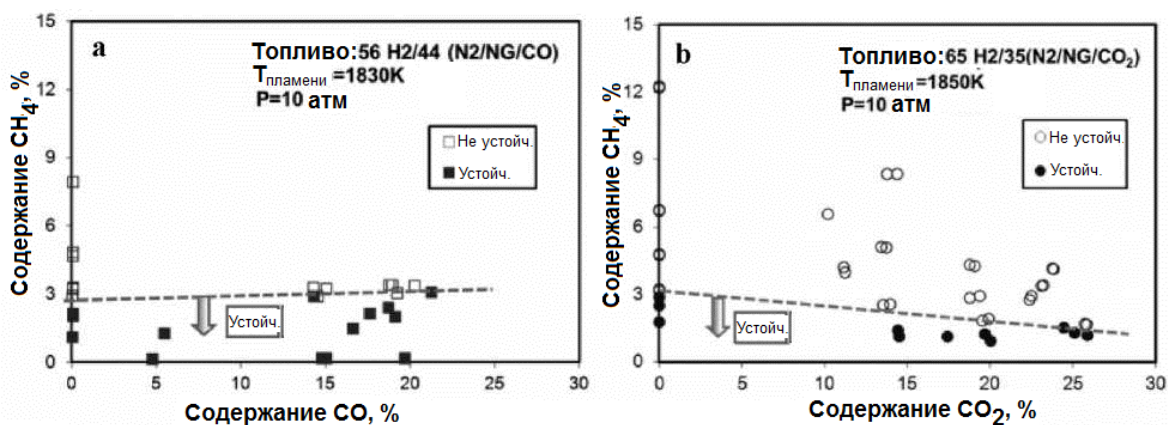 a
Топливо:56 H2/44 (N2/NG/CO)
Tпламени =1830K
P=10 атм
Не устойч.
Устойч.
Устойч.
15
12
9
6
3
0
0 5 10 15 20 25 30
Содержание CH4, %
Содержание CO, %
b
Топливо:65 H2/35(N2/NG/CO2)
Tпламени =1850K
P=10 атм
Не устойч.
Устойч.
Устойч.
15
12
9
6
3
0
0 5 10 15 20 25 30
Содержание CH4, %
Содержание CO2, %